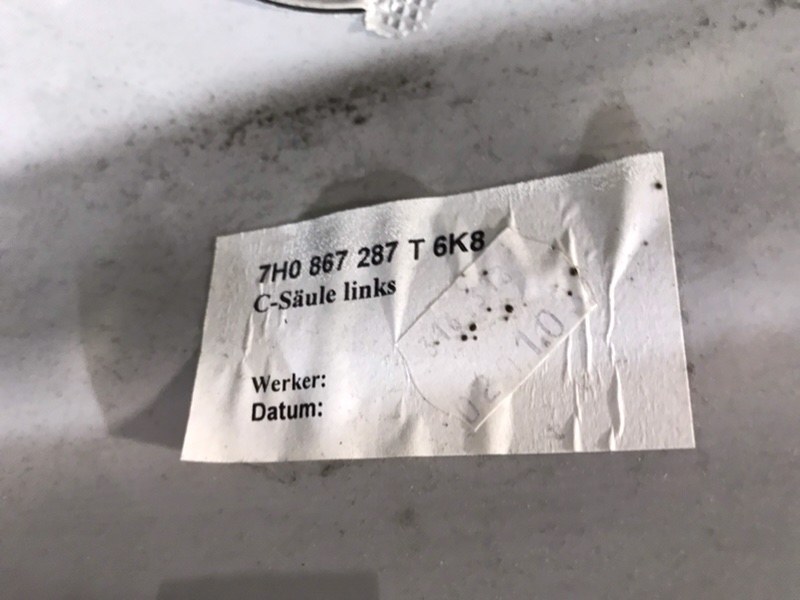 7H0 867 287 T 6K8
C-Säule links
Werker:
Datum: